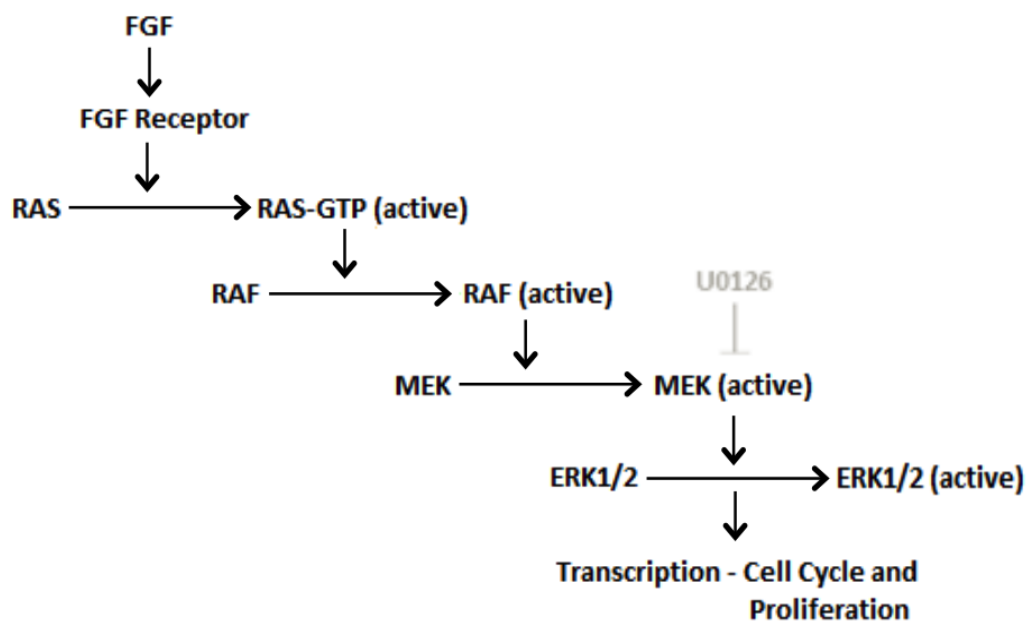 FGF
FGF Receptor
RAS RAS-GTP (active)
RAF RAF (active)
U0126
MEK MEK (active)
ERK1/2 ERK1/2 (active)
Transcription - Cell Cycle and
Proliferation